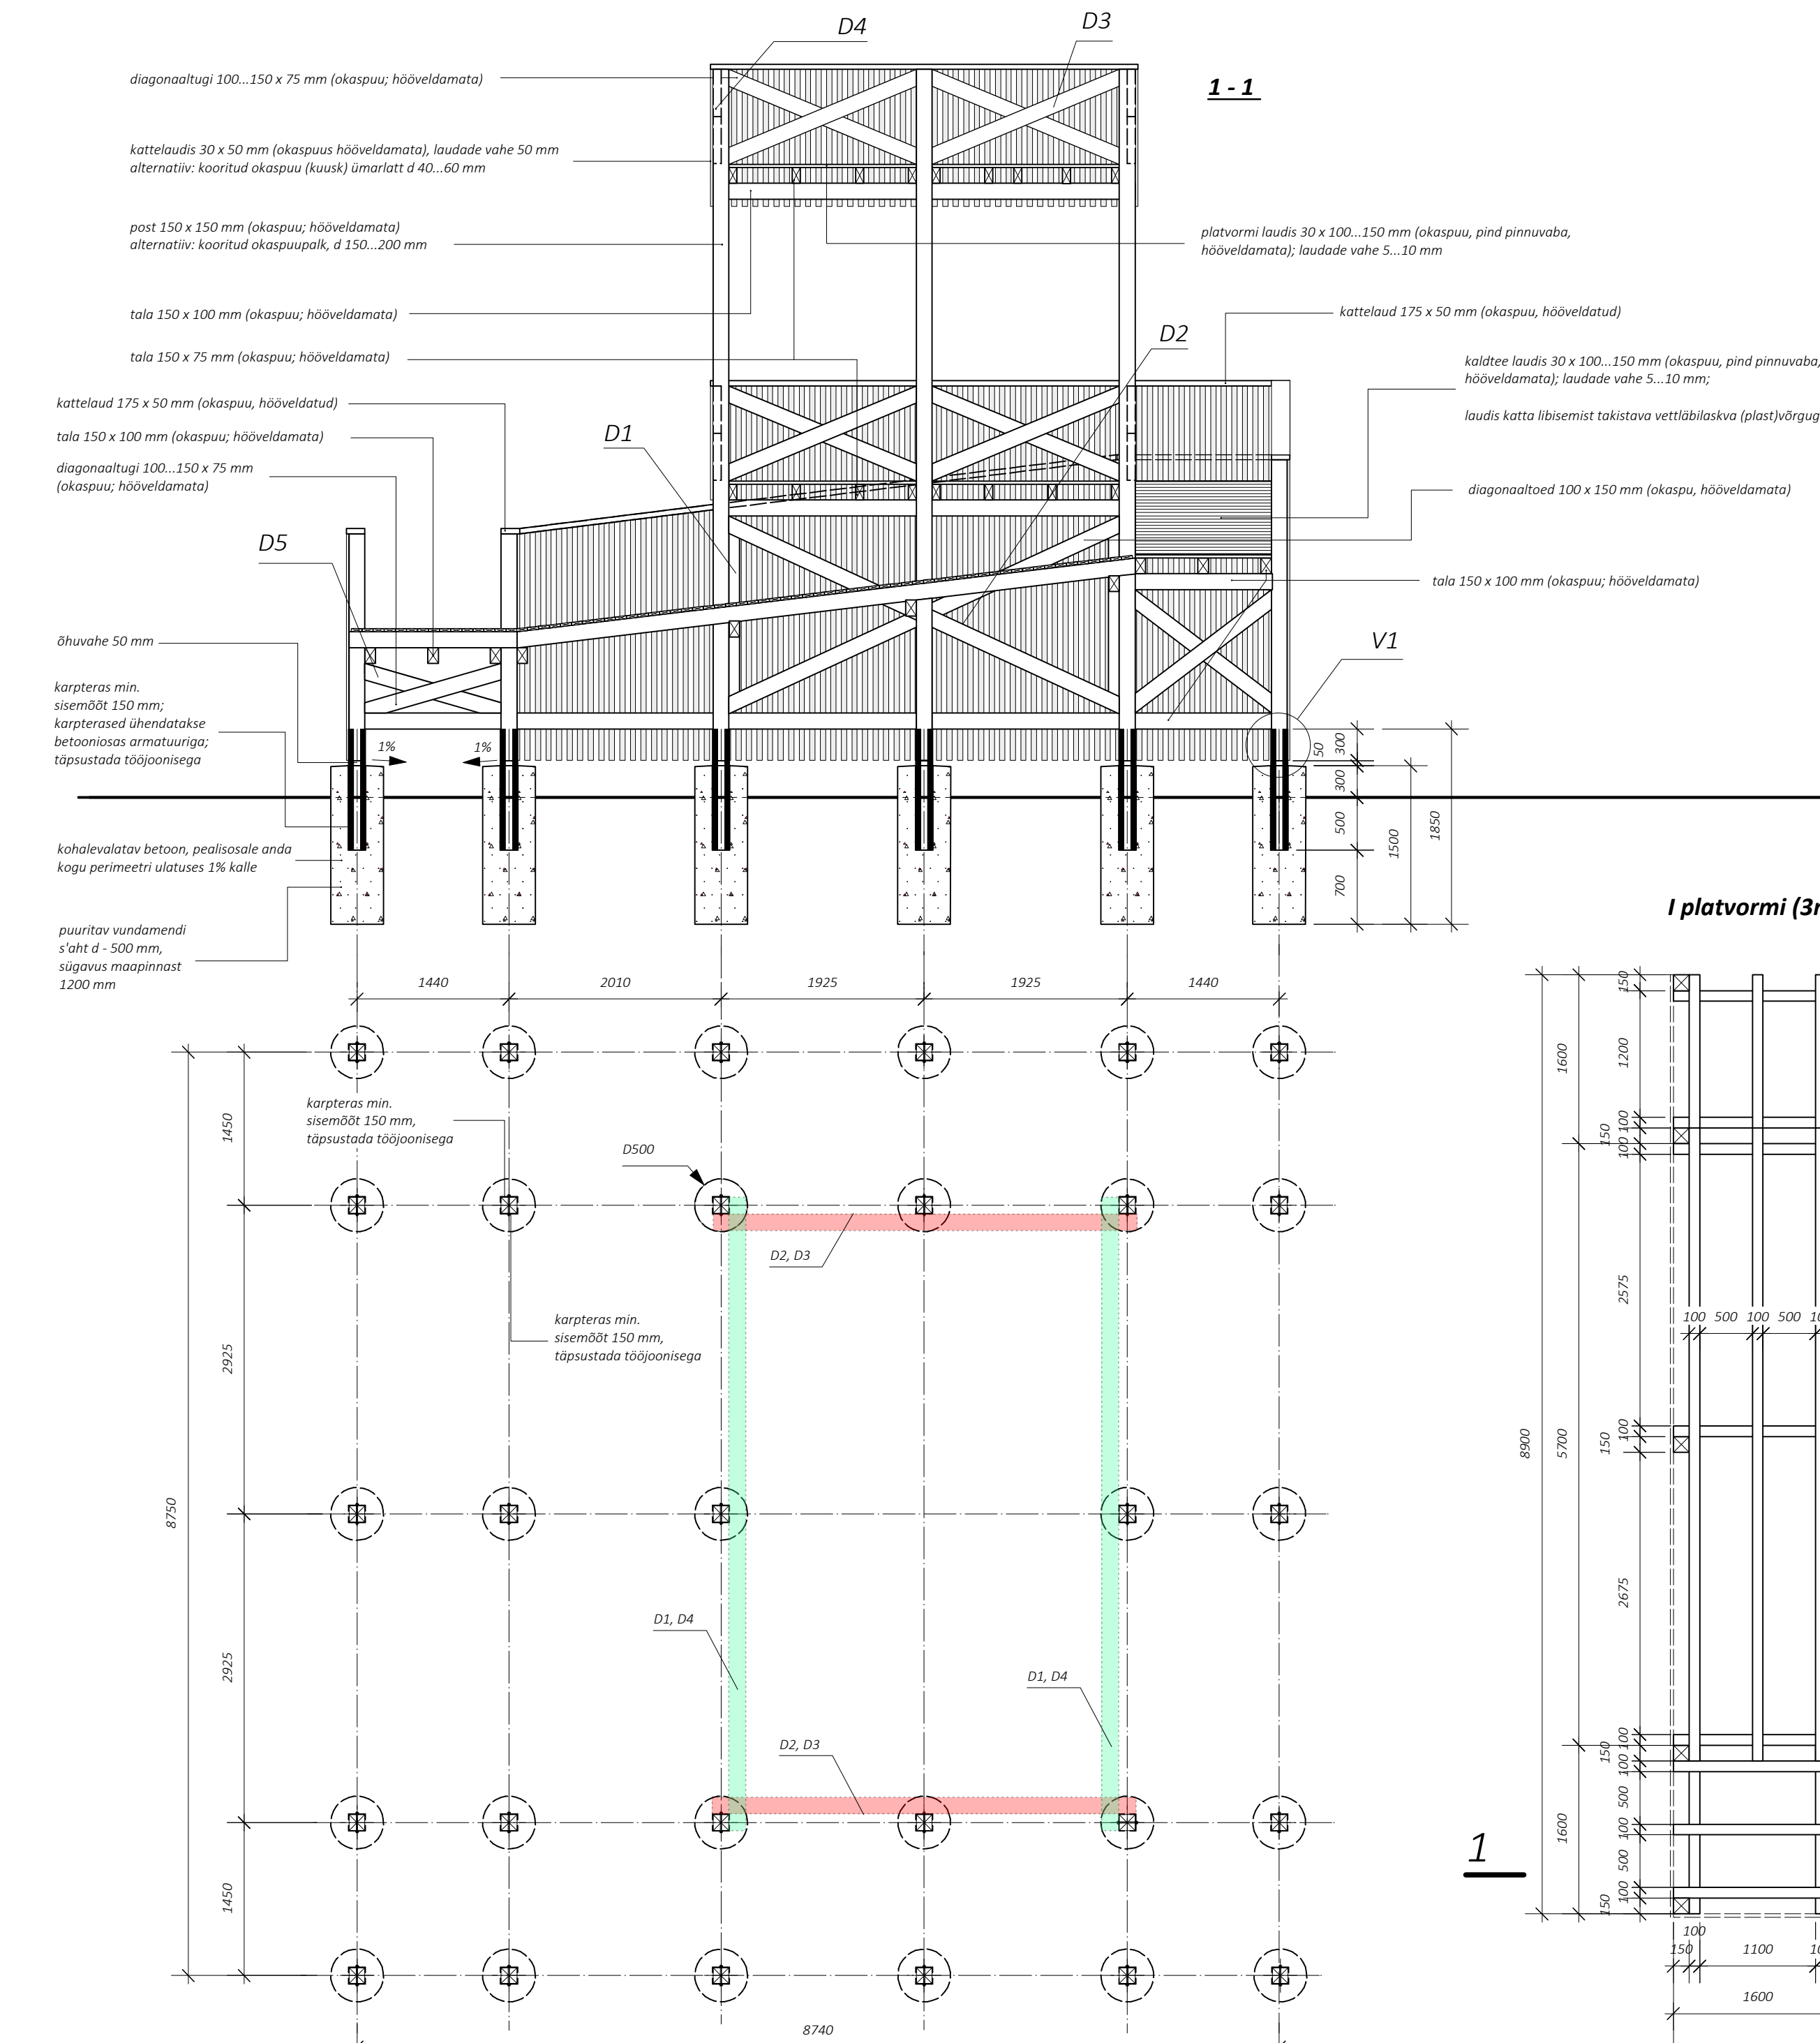 D4
D3
1 - 1
diagonaaltugi 100...150 x 75 mm (okaspuu; hööveldamata)
kattelaudis 30 x 50 mm (okaspuus hööveldamata), laudade vahe 50 mm
alternatiiv: kooritud okaspuu (kuusk) ümarlatt d 40...60 mm
post 150 x 150 mm (okaspuu; hööveldamata)
alternatiiv: kooritud okaspuupalk, d 150...200 mm
platvormi laudis 30 x 100...150 mm (okaspuu, pind pinnuvaba,
hööveldamata); laudade vahe 5...10 mm
tala 150 x 100 mm (okaspuu; hööveldamata)
kattelaud 175 x 50 mm (okaspuu, hööveldatud)
D2
tala 150 x 75 mm (okaspuu; hööveldamata)
kaldtee laudis 30 x 100...150 mm (okaspuu, pind pinnuvaba,
hööveldamata); laudade vahe 5...10 mm;
laudis katta libisemist takistava vettläbilaskva (plast)võrgug
kattelaud 175 x 50 mm (okaspuu, hööveldatud)
tala 150 x 100 mm (okaspuu; hööveldamata)
D1
diagonaaltugi 100...150 x 75 mm
(okaspuu; hööveldamata)
diagonaaltoed 100 x 150 mm (okaspu, hööveldamata)
D5
tala 150 x 100 mm (okaspuu; hööveldamata)
õhuvahe 50 mm
V1
karpteras min.
sisemõõt 150 mm;
karpterased ühendatakse
betooniosas armatuuriga;
täpsustada tööjoonisega
1%
1%
50
300
300
500
700
1500
1850
kohalevalatav betoon, pealisosale anda
kogu perimeetri ulatuses 1% kalle
puuritav vundamendi
s'aht d - 500 mm,
sügavus maapinnast
1200 mm
I platvormi (3m
1440
2010
1925
1925
1440
karpteras min.
sisemõõt 150 mm,
täpsustada tööjoonisega
D500
D2, D3
karpteras min.
sisemõõt 150 mm,
täpsustada tööjoonisega
D1, D4
D1, D4
D2, D3
1450
2925
2925
1450
8750
8740
1
8900
1600
5700
1600
150
1200
100
150
100
2575
100
500
100
500
10
100
150
2675
100
150
100
500
100
500
100
150
100
150
1100
10
1600